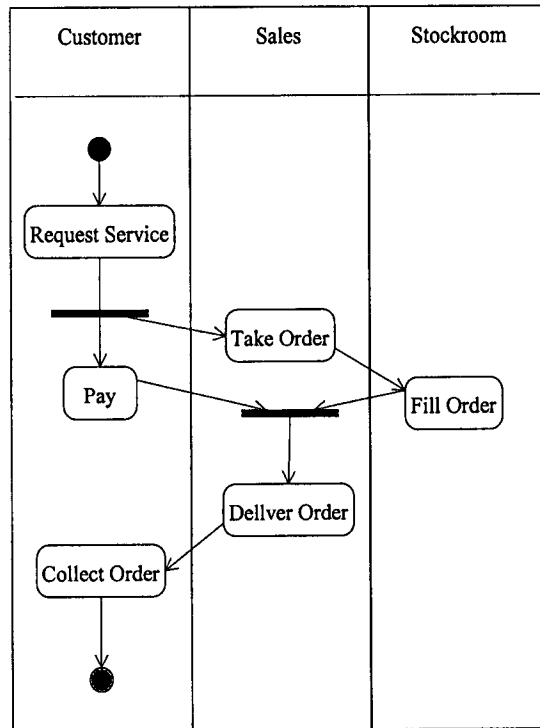 Customer
Sales
Stockroom
Request Service
Take Order
Pay
Fill Order
Dellver Order
Collect Order